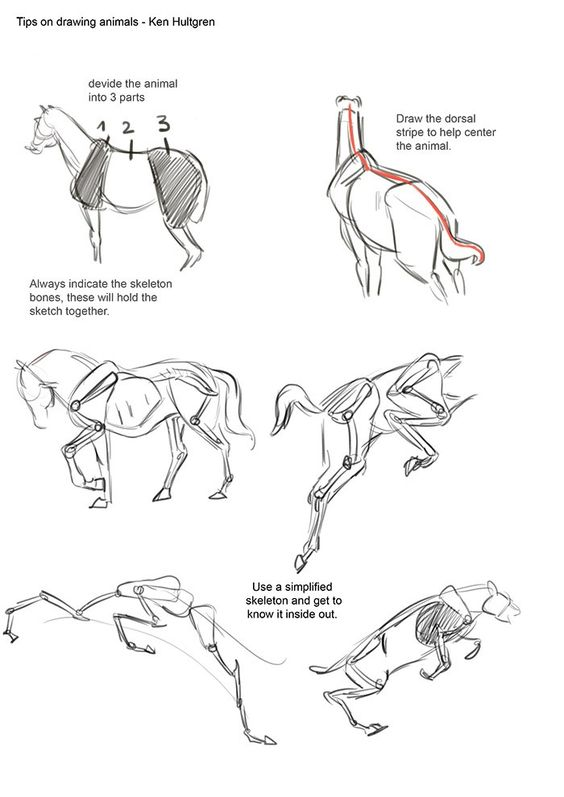 Tips on drawing animals - Ken Hultgren
devide the animal
into 3 parts
1 2 3
Draw the dorsal
stripe to help center
the animal.
Always indicate the skeleton
bones, these will hold the
sketch together.
Use a simplified
skeleton and get to
know it inside out.